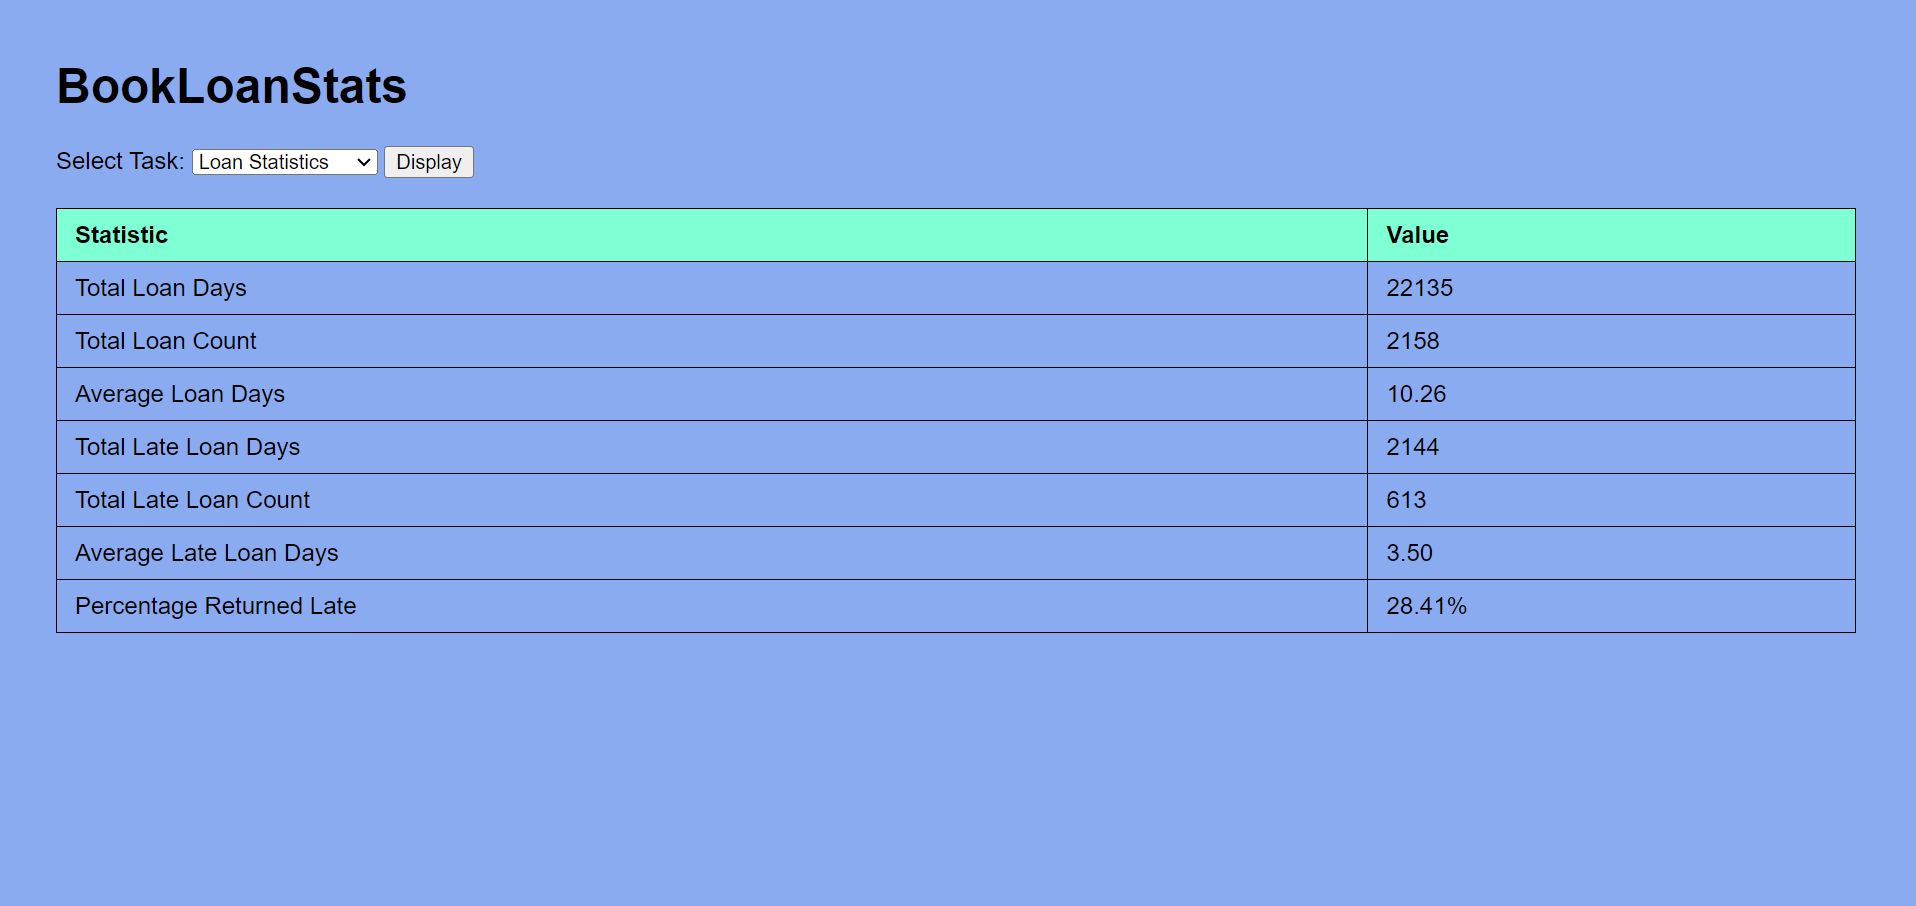 BookLoanStats
Select Task: Loan Statistics Display
Statistic Value
Total Loan Days 22135
Total Loan Count 2158
Average Loan Days 10.26
Total Late Loan Days 2144
Total Late Loan Count 613
Average Late Loan Days 3.50
Percentage Returned Late 28.41%